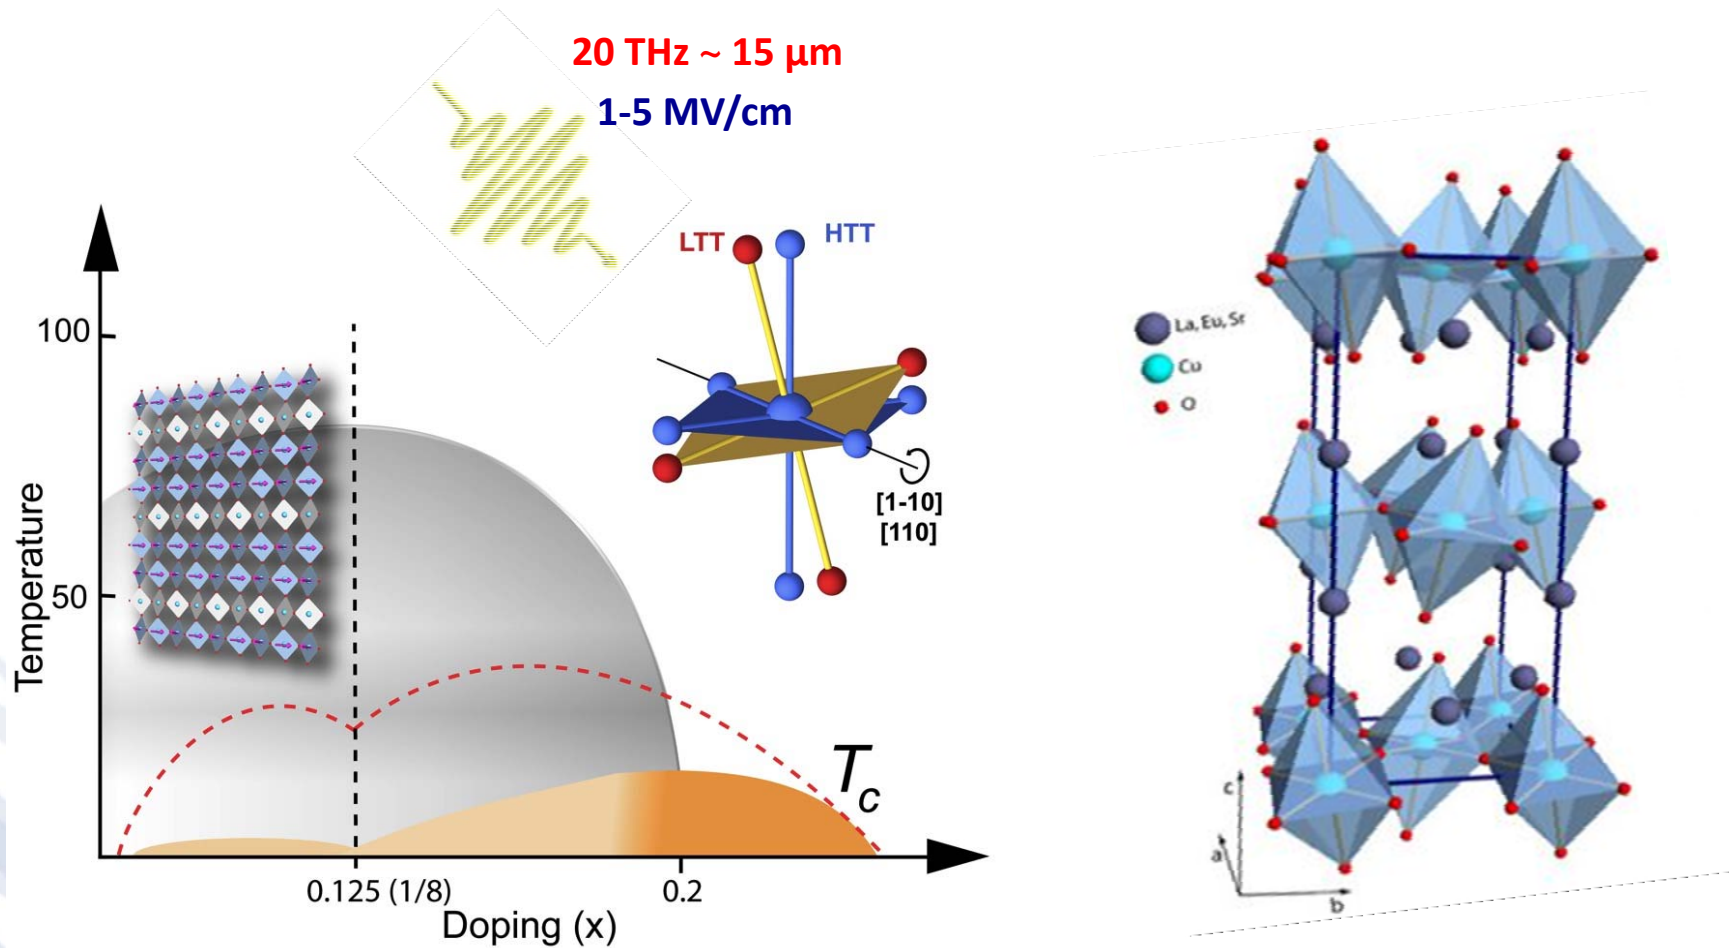 20 THz ~ 15 µm
1-5 MV/cm
LTT
HTT
[1-10]
[110]
100
50
Temperature
Tc
0.125 (1/8)
0.2
Doping (x)
La, Eu, Sr
Cu
O
c
a
b